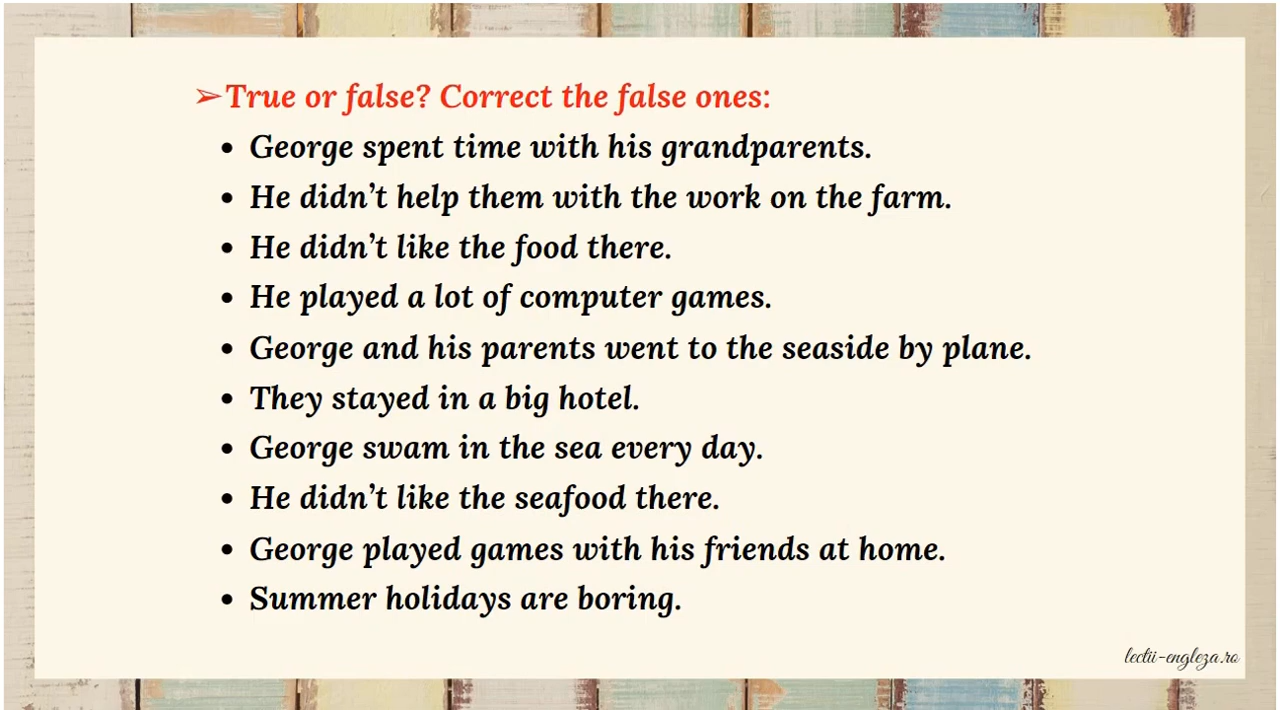 ➢True or false? Correct the false ones:
• George spent time with his grandparents.
• He didn’t help them with the work on the farm.
• He didn’t like the food there.
• He played a lot of computer games.
• George and his parents went to the seaside by plane.
• They stayed in a big hotel.
• George swam in the sea every day.
• He didn’t like the seafood there.
• George played games with his friends at home.
• Summer holidays are boring.
lectii-engleza.ro